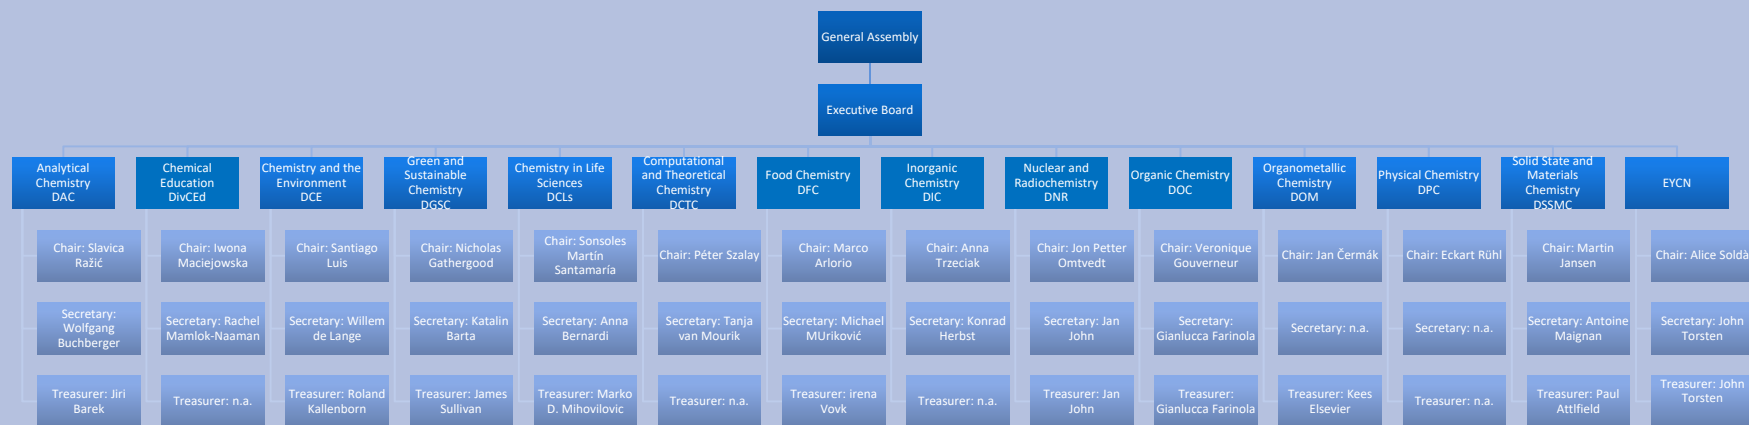 General Assembly
Executive Board
Analytical
Chemistry
DAC
Chemical
Education
DivCEd
Chemistry and the
Environment
DCE
Green and
Sustainable
Chemistry
DGSC
Chemistry in Life
Sciences
DCLs
Computational
and Theoretical
Chemistry
DCTC
Food Chemistry
DFC
Inorganic
Chemistry
DIC
Nuclear and
Radiochemistry
DNR
Organic Chemistry
DOC
Organometallic
Chemistry
DOM
Physical Chemistry
DPC
Solid State and
Materials
Chemistry
DSSMC
EYCN
Chair: Slavica
Ražić
Chair: Iwona
Maciejowska
Chair: Santiago
Luis
Chair: Nicholas
Gathergood
Chair: Sonsoles
Martín
Santamaría
Chair: Péter Szalay
Chair: Marco
Arlorio
Chair: Anna
Trzeciak
Chair: Jon Petter
Omtvedt
Chair: Veronique
Gouverneur
Chair: Jan Čermák
Chair: Eckart Rühl
Chair: Martin
Jansen
Chair: Alice Soldà
Secretary:
Wolfgang
Buchberger
Secretary: Rachel
Mamlok-Naaman
Secretary: Willem
de Lange
Secretary: Katalin
Barta
Secretary: Anna
Bernardi
Secretary: Tanja
van Mourik
Secretary: Michael
MUriković
Secretary: Konrad
Herbst
Secretary: Jan
John
Secretary:
Gianlucca Farinola
Secretary: n.a.
Secretary: n.a.
Secretary: Antoine
Maignan
Secretary: John
Torsten
Treasurer: Jiri
Barek
Treasurer: n.a.
Treasurer: Roland
Kallenborn
Treasurer: James
Sullivan
Treasurer: Marko
D. Mihovilovic
Treasurer: n.a.
Treasurer: irena
Vovk
Treasurer: n.a.
Treasurer: Jan
John
Treasurer:
Gianlucca Farinola
Treasurer: Kees
Elsevier
Treasurer: n.a.
Treasurer: Paul
Attlfield
Treasurer: John
Torsten